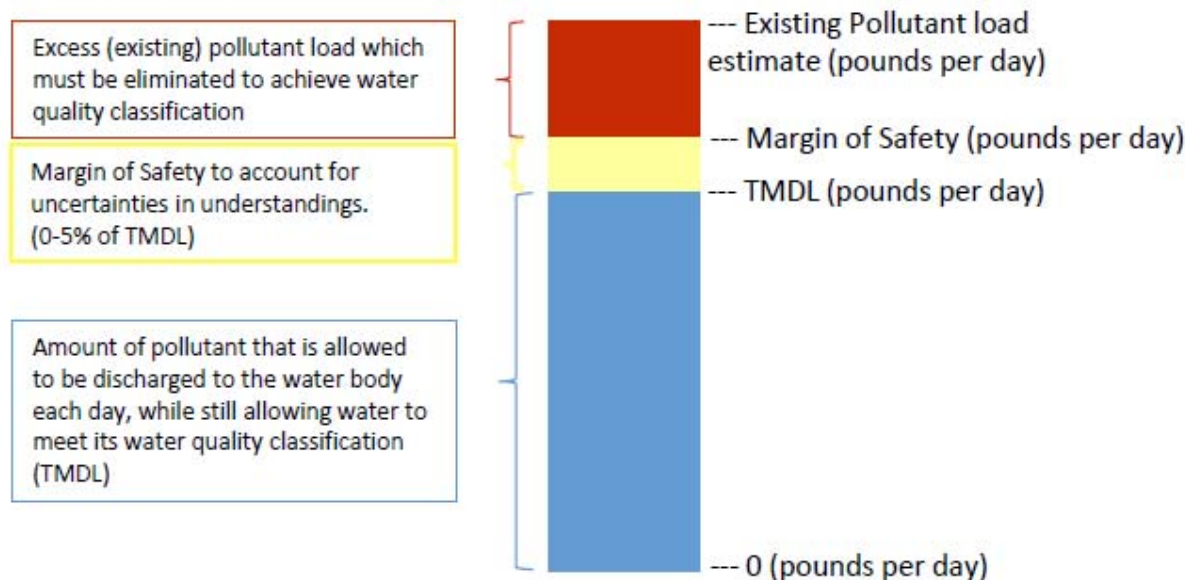 Excess (existing) pollutant load which
must be eliminated to achieve water
quality classification
Margin of Safety to account for
uncertainties in understandings.
(0-5% of TMDL)
Amount of pollutant that is allowed
to be discharged to the water body
each day, while still allowing water to
meet its water quality classification
(TMDL)
--- Existing Pollutant load
estimate (pounds per day)
--- Margin of Safety (pounds per day)
--- TMDL (pounds per day)
--- 0 (pounds per day)